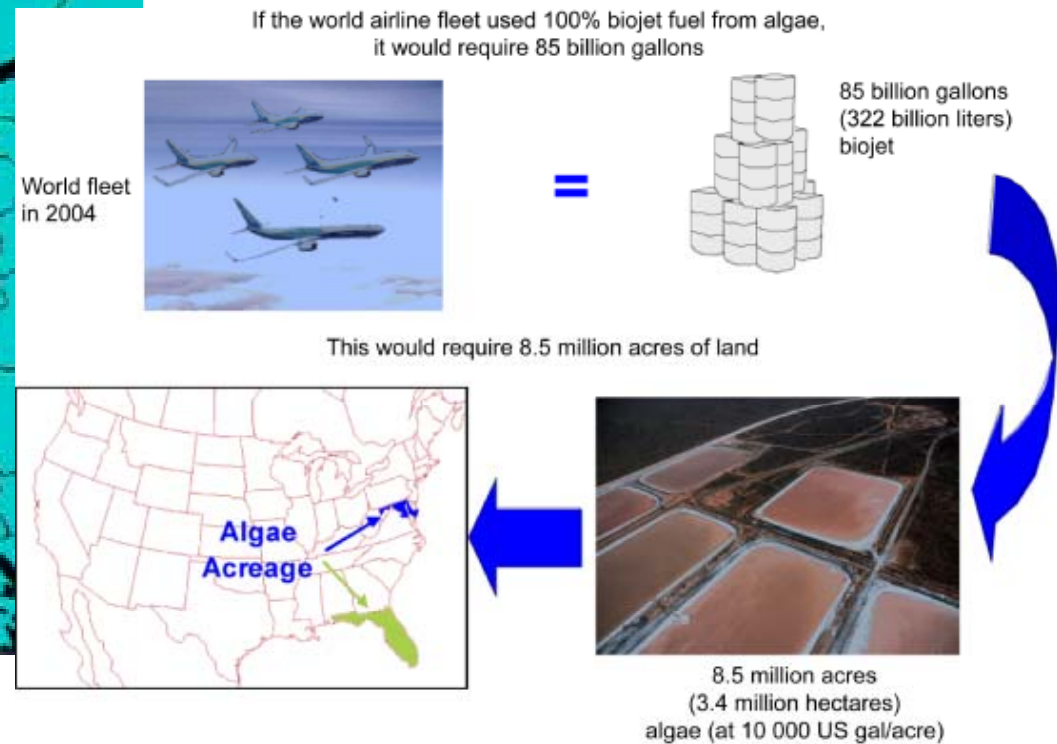 If the world airline fleet used 100% biojet fuel from algae,
it would require 85 billion gallons
World fleet
in 2004
=
85 billion gallons
(322 billion liters)
biojet
This would require 8.5 million acres of land
Algae
Acreage
8.5 million acres
(3.4 million hectares)
algae (at 10 000 US gal/acre)